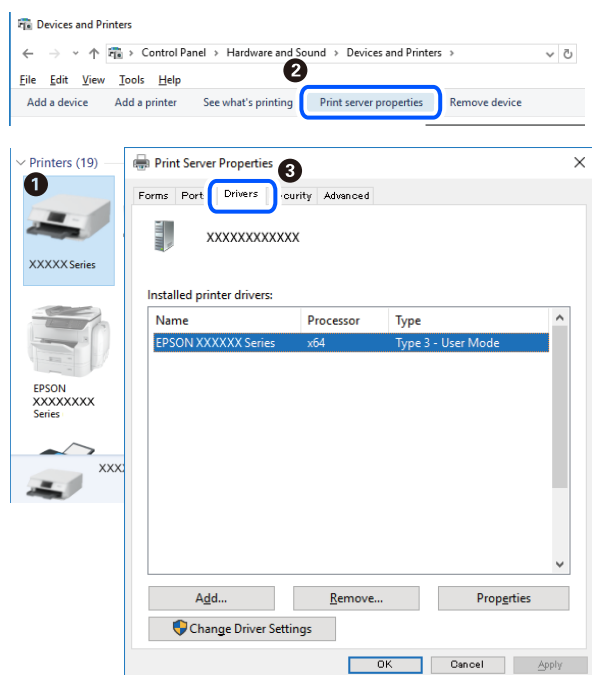 Devices and Printers
Control Panel > Hardware and Sound > Devices and Printers >
2
File Edit View Tools Help
Add a device Add a printer See what's printing Print server properties Remove device
Printers (19)
1
XXXXX Series
EPSON
XXXXXXXX
Series
XXX
Print Server Properties
3
Forms Port Drivers curity Advanced
XXXXXXXXXXXX
Installed printer drivers:
Name Processor Type
EPSON XXXXXX Series x64 Type 3 - User Mode
Add... Remove... Properties
Change Driver Settings
OK Cancel Apply